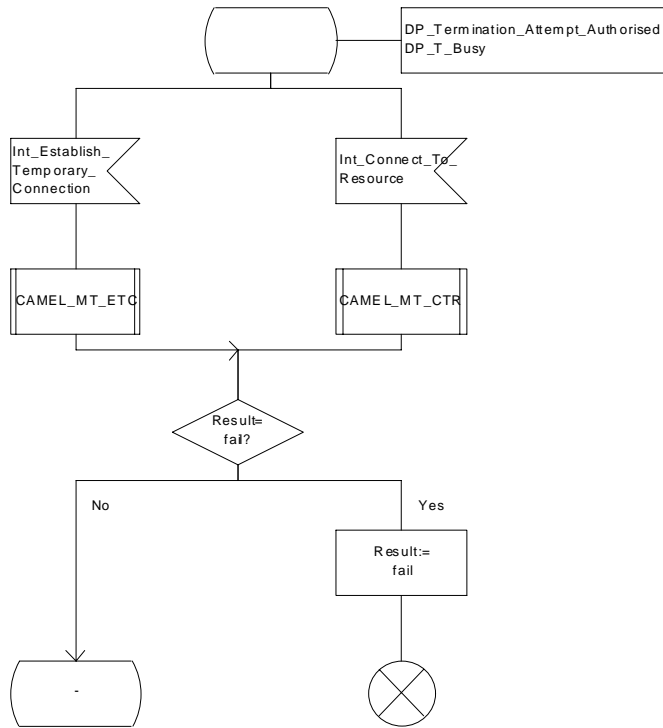 DP_Termination_Attempt_Authorised
DP_T_Busy
Int_Establish_
Temporary_
Connection
Int_Connect_To_
Resource
CAMEL_MT_ETC
CAMEL_MT_CTR
Result=
fail?
No
Yes
Result:=
fail
-